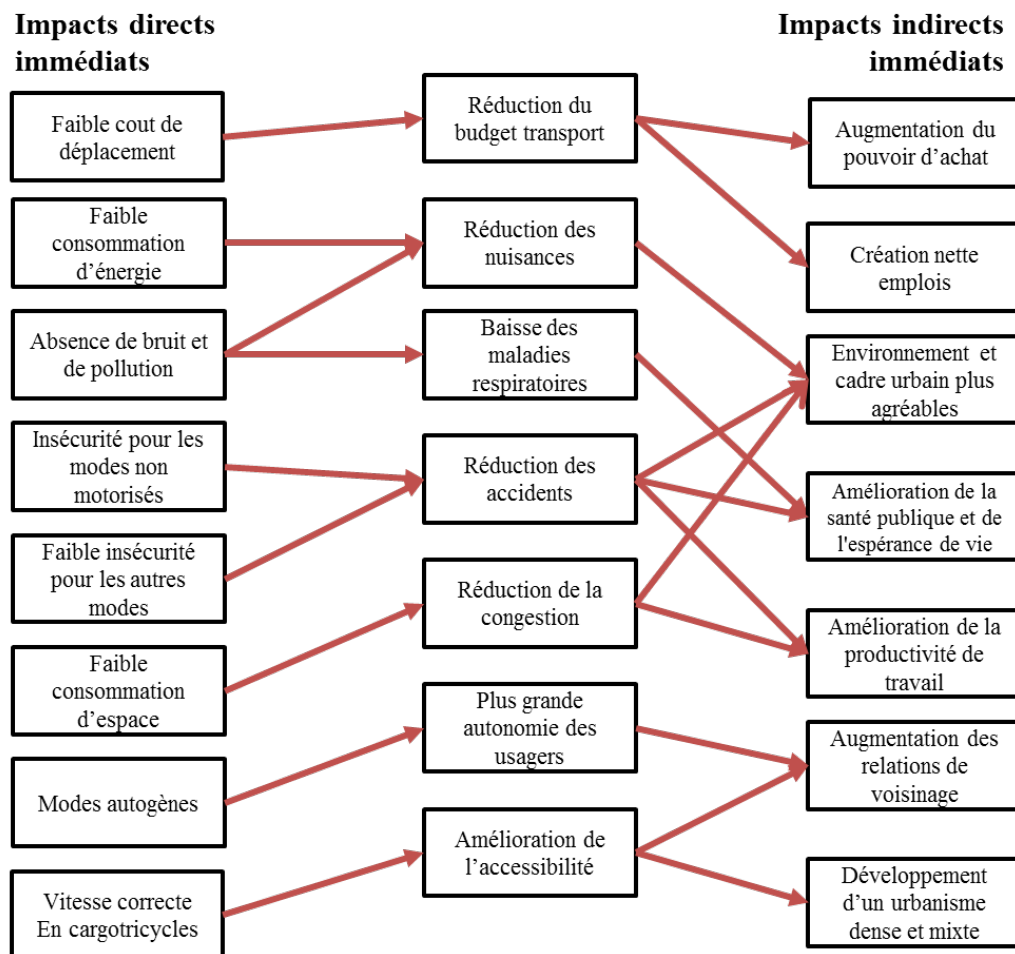 Impacts directs
immédiats
Impacts indirects
immédiats
Faible cout de
déplacement
Faible
consommation
d’énergie
Absence de bruit et
de pollution
Insécurité pour les
modes non
motorisés
Faible insécurité
pour les autres
modes
Faible
consommation
d’espace
Modes autogènes
Vitesse correcte
En cargotricycles
Réduction du
budget transport
Réduction des
nuisances
Baisse des
maladies
respiratoires
Réduction des
accidents
Réduction de la
congestion
Plus grande
autonomie des
usagers
Amélioration de
l’accessibilité
Augmentation du
pouvoir d’achat
Création nette
emplois
Environnement et
cadre urbain plus
agréables
Amélioration de la
santé publique et de
l'espérance de vie
Amélioration de la
productivité de
travail
Augmentation des
relations de
voisinage
Développement
d’un urbanisme
dense et mixte